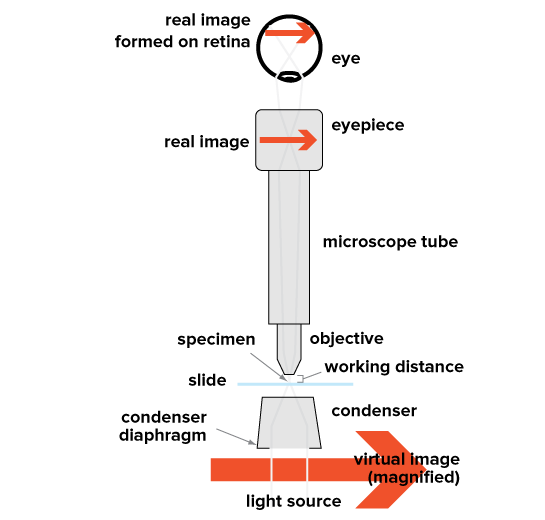 real image
formed on retina
eye
eyepiece
real image
microscope tube
specimen
objective
working distance
slide
condenser
condenser
diaphragm
virtual image
(magnified)
light source